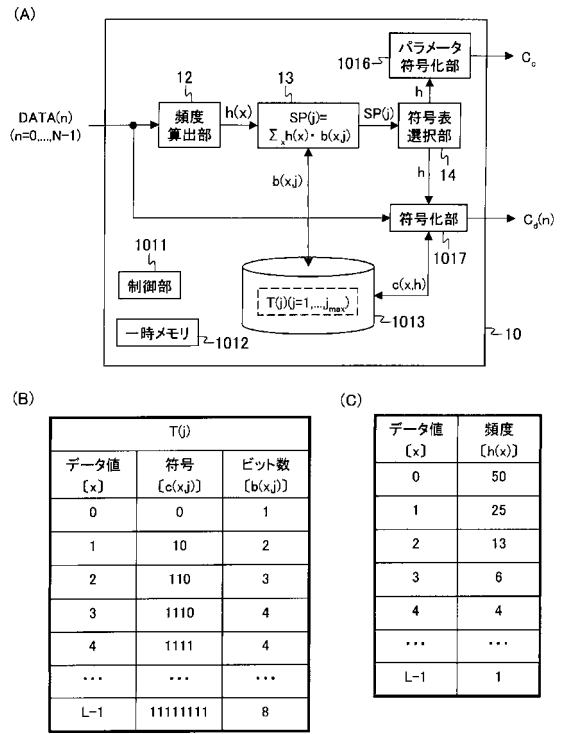 (A)
パラメータ
符号化部
1016
Cc
h
12
13
DATA(n)
(n=0,...,N−1)
頻度
算出部
h(x)
SP(j)=
Σxh(x)・b(x,j)
SP(j)
符号表
選択部
14
b(x,j)
h
符号化部
Cd(n)
1017
1011
制御部
c(x,h)
T(j)(j=1,...,jmax)
1013
10
一時メモリ
1012
(B)
T(j)
データ値
〔x〕
符号
〔c(x,j)〕
ビット数
〔b(x,j)〕
0 0 1
1 10 2
2 110 3
3 1110 4
4 1111 4
・・・ ・・・ ・・・
L−1 11111111 8
(C)
データ値
〔x〕
頻度
〔h(x)〕
0 50
1 25
2 13
3 6
4 4
・・・ ・・・
L−1 1